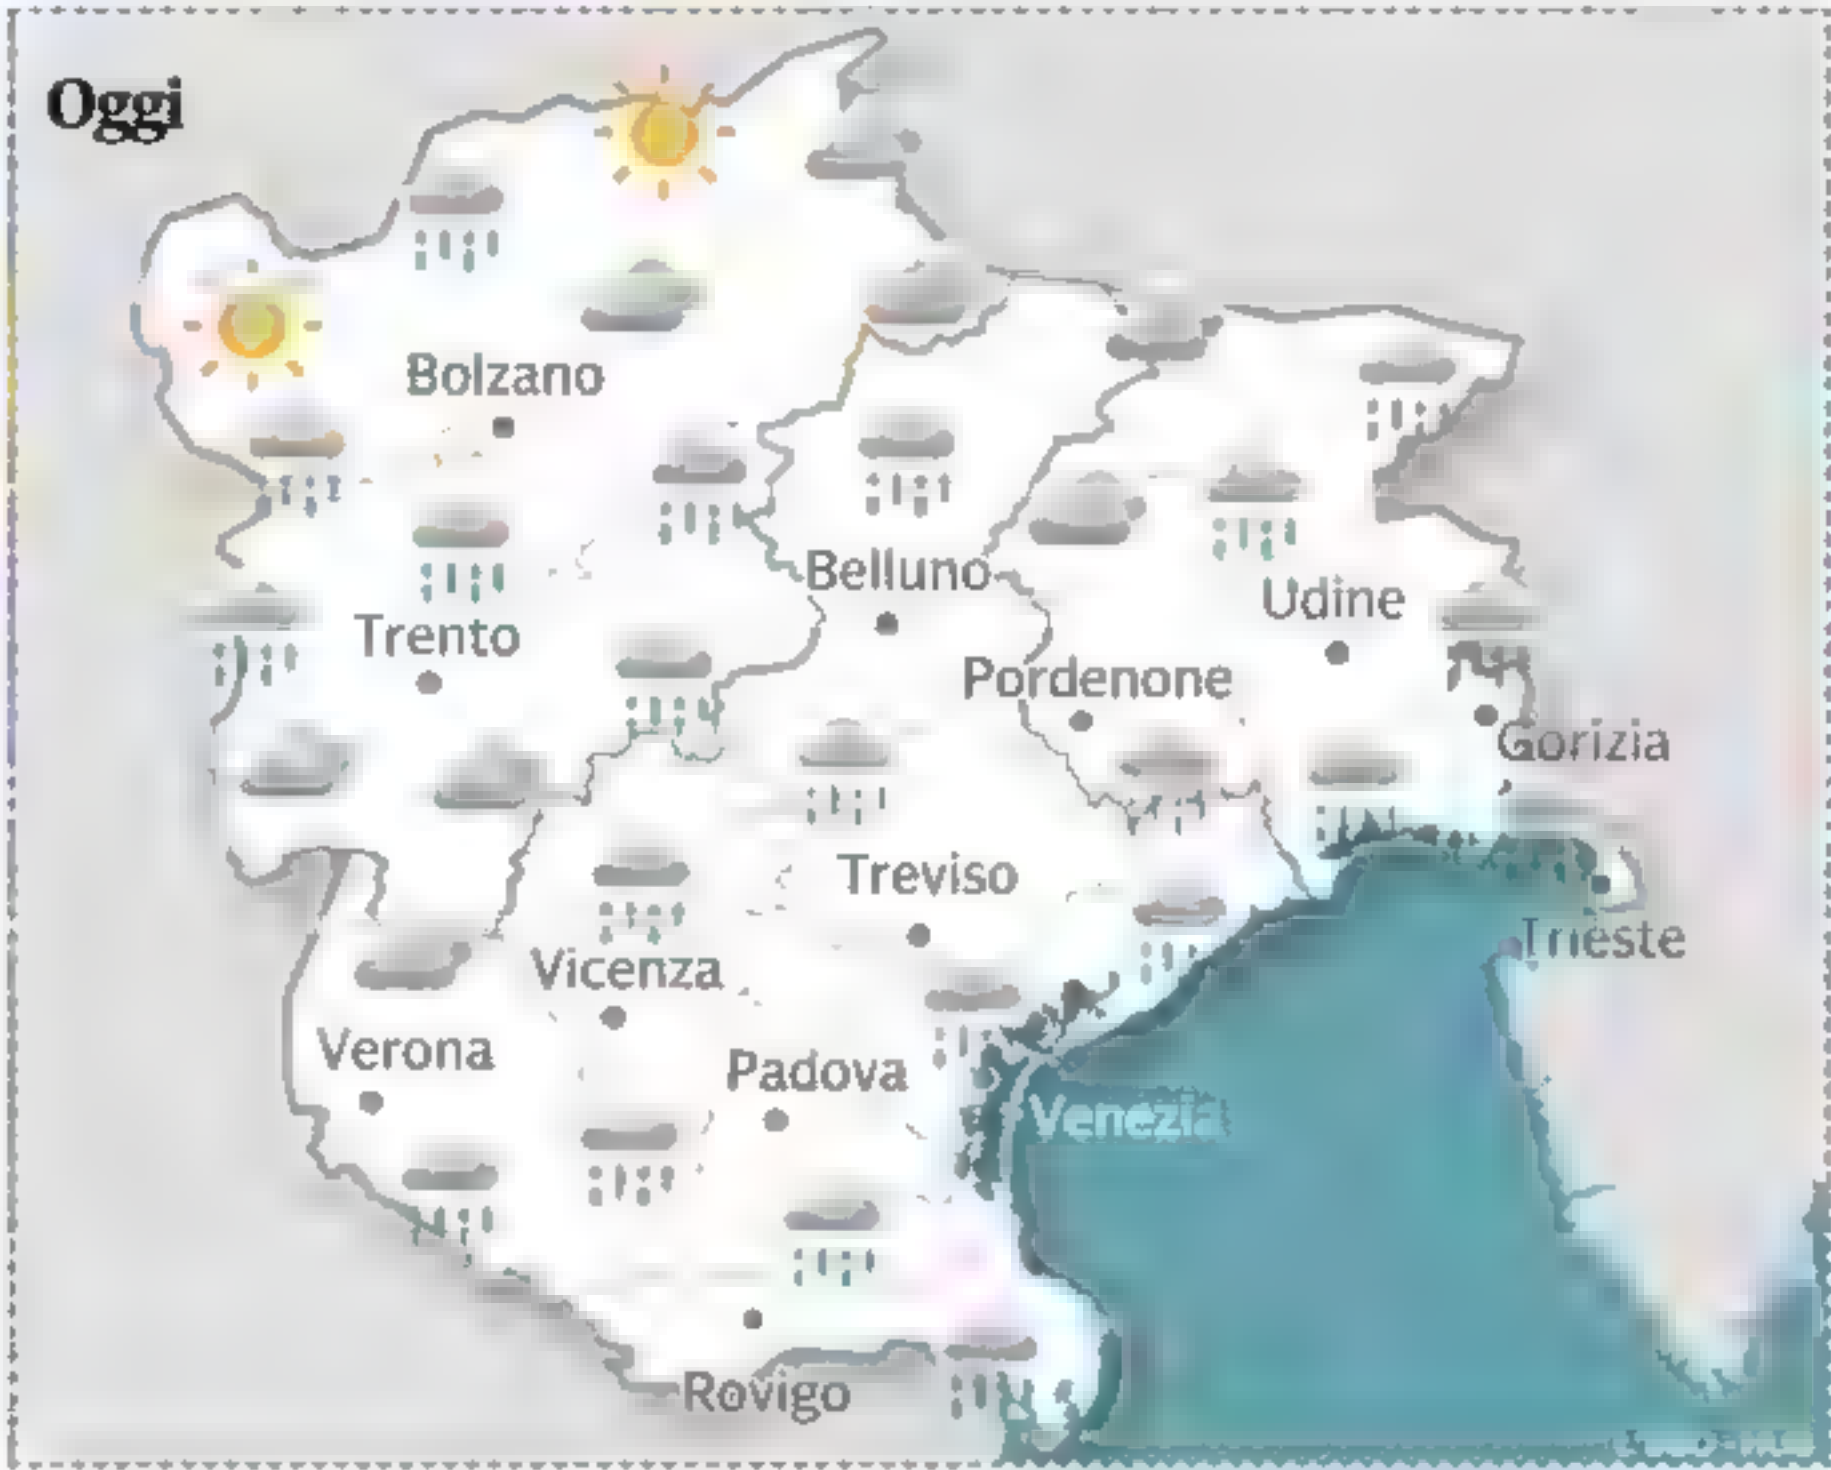 Oggi
Bolzano
Belluno
Udine
Trento
Pordenone
Gorizia
Treviso
Trieste
Vicenza
Verona
Padova
Venezia
Rovigo